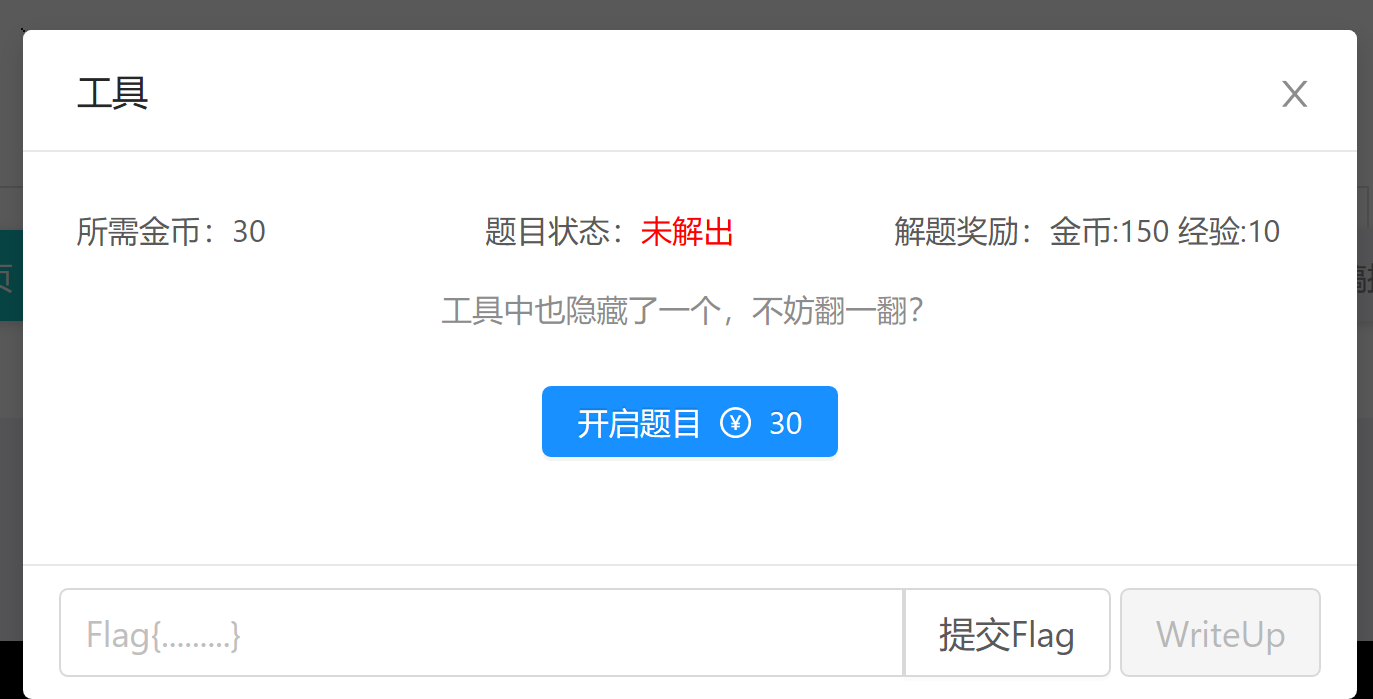 工具
所需金币：30 题目状态：未解出 解题奖励：金币:150 经验:10
工具中也隐藏了一个，不妨翻一翻？
开启题目 ¥ 30
Flag{.........} 提交Flag WriteUp